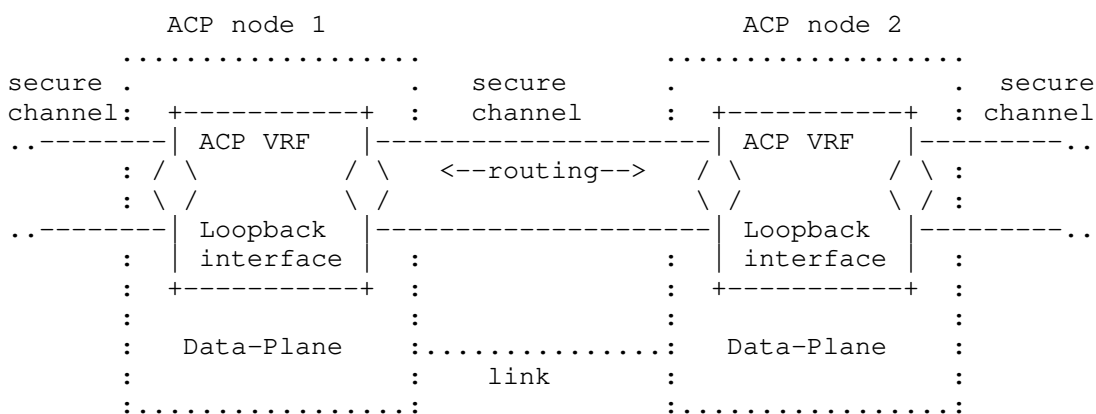 ACP node 1                          ACP node 2
       ...................               ...................
secure .                 .   secure      .                 .  secure
channel:  +-----------+  :   channel     :  +-----------+  : channel
..--------| ACP VRF   |---------------------| ACP VRF   |---------..
       : / \         / \   <--routing-->   / \         / \ :
       : \ /         \ /                   \ /         \ / :
..--------| Loopback  |---------------------| Loopback  |---------..
       :  | interface |  :               :  | interface |  :
       :  +-----------+  :               :  +-----------+  :
       :                 :               :                 :
       :   Data-Plane    :...............:   Data-Plane    :
       :                 :    link       :                 :
       :.................:               :.................: